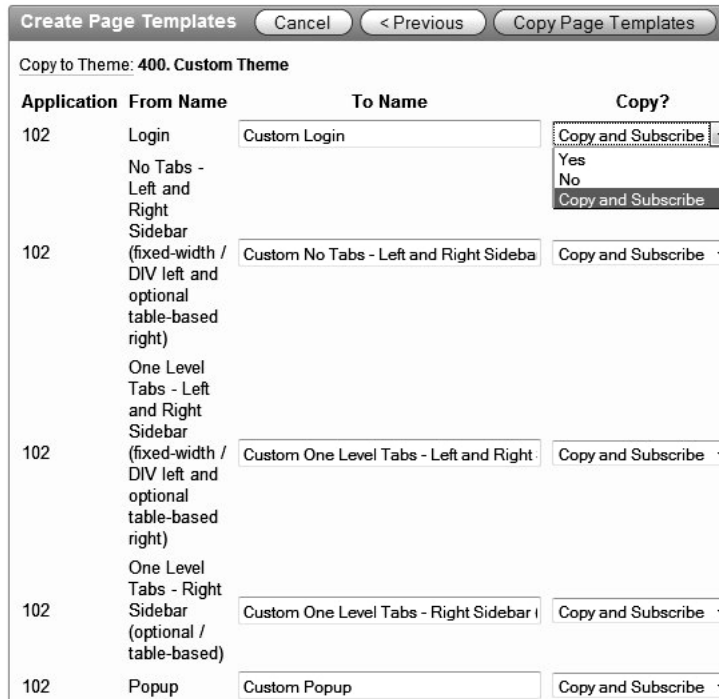 Create Page Templates Cancel < Previous Copy Page Templates
Copy to Theme: 400. Custom Theme
Application From Name To Name Copy?
102 Login Custom Login Copy and Subscribe
Yes
No
Copy and Subscribe
No Tabs -
Left and
Right
Sidebar
102 (fixed-width / Custom No Tabs - Left and Right Sideba Copy and Subscribe
DIV left and
optional
table-based
right)
One Level
Tabs - Left
and Right
Sidebar
102 (fixed-width / Custom One Level Tabs - Left and Right Copy and Subscribe
DIV left and
optional
table-based
right)
One Level
Tabs - Right
102 Sidebar Custom One Level Tabs - Right Sidebar ( Copy and Subscribe
(optional /
table-based)
102 Popup Custom Popup Copy and Subscribe